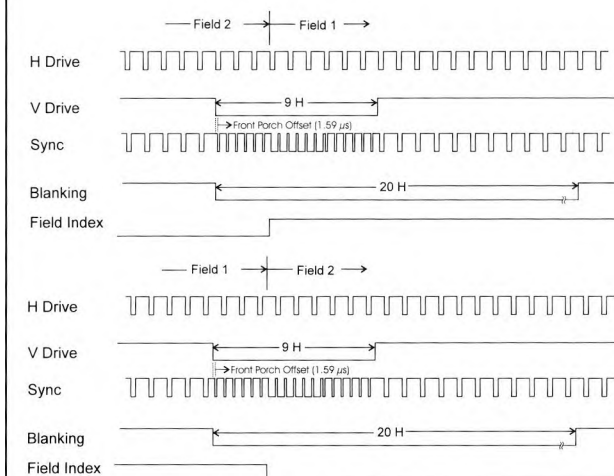 Field 2 Field 1
H Drive
V Drive 9 H
Front Porch Offset (1.59 µs)
Sync
Blanking 20 H
Field Index
Field 1 Field 2
H Drive
V Drive 9 H
Front Porch Offset (1.59 µs)
Sync
Blanking 20 H
Field Index